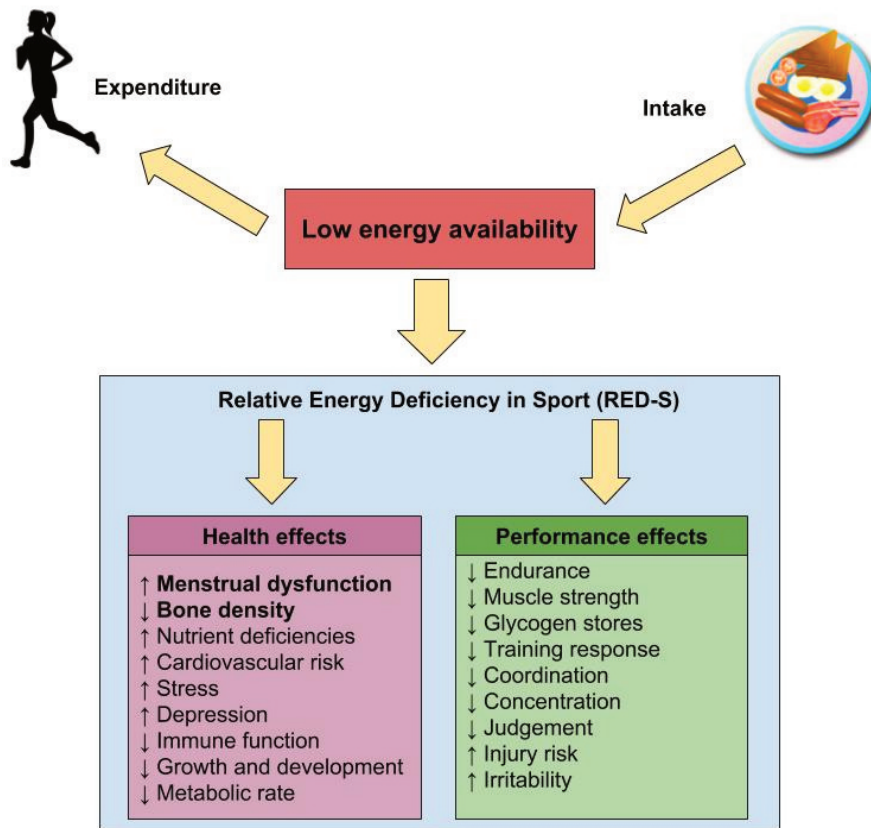 Expenditure
Intake
Low energy availability
Relative Energy Deficiency in Sport (RED-S)
Health effects
↑ Menstrual dysfunction
↓ Bone density
↑ Nutrient deficiencies
↑ Cardiovascular risk
↑ Stress
↑ Depression
↓ Immune function
↓ Growth and development
↓ Metabolic rate
Performance effects
↓ Endurance
↓ Muscle strength
↓ Glycogen stores
↓ Training response
↓ Coordination
↓ Concentration
↓ Judgement
↑ Injury risk
↑ Irritability